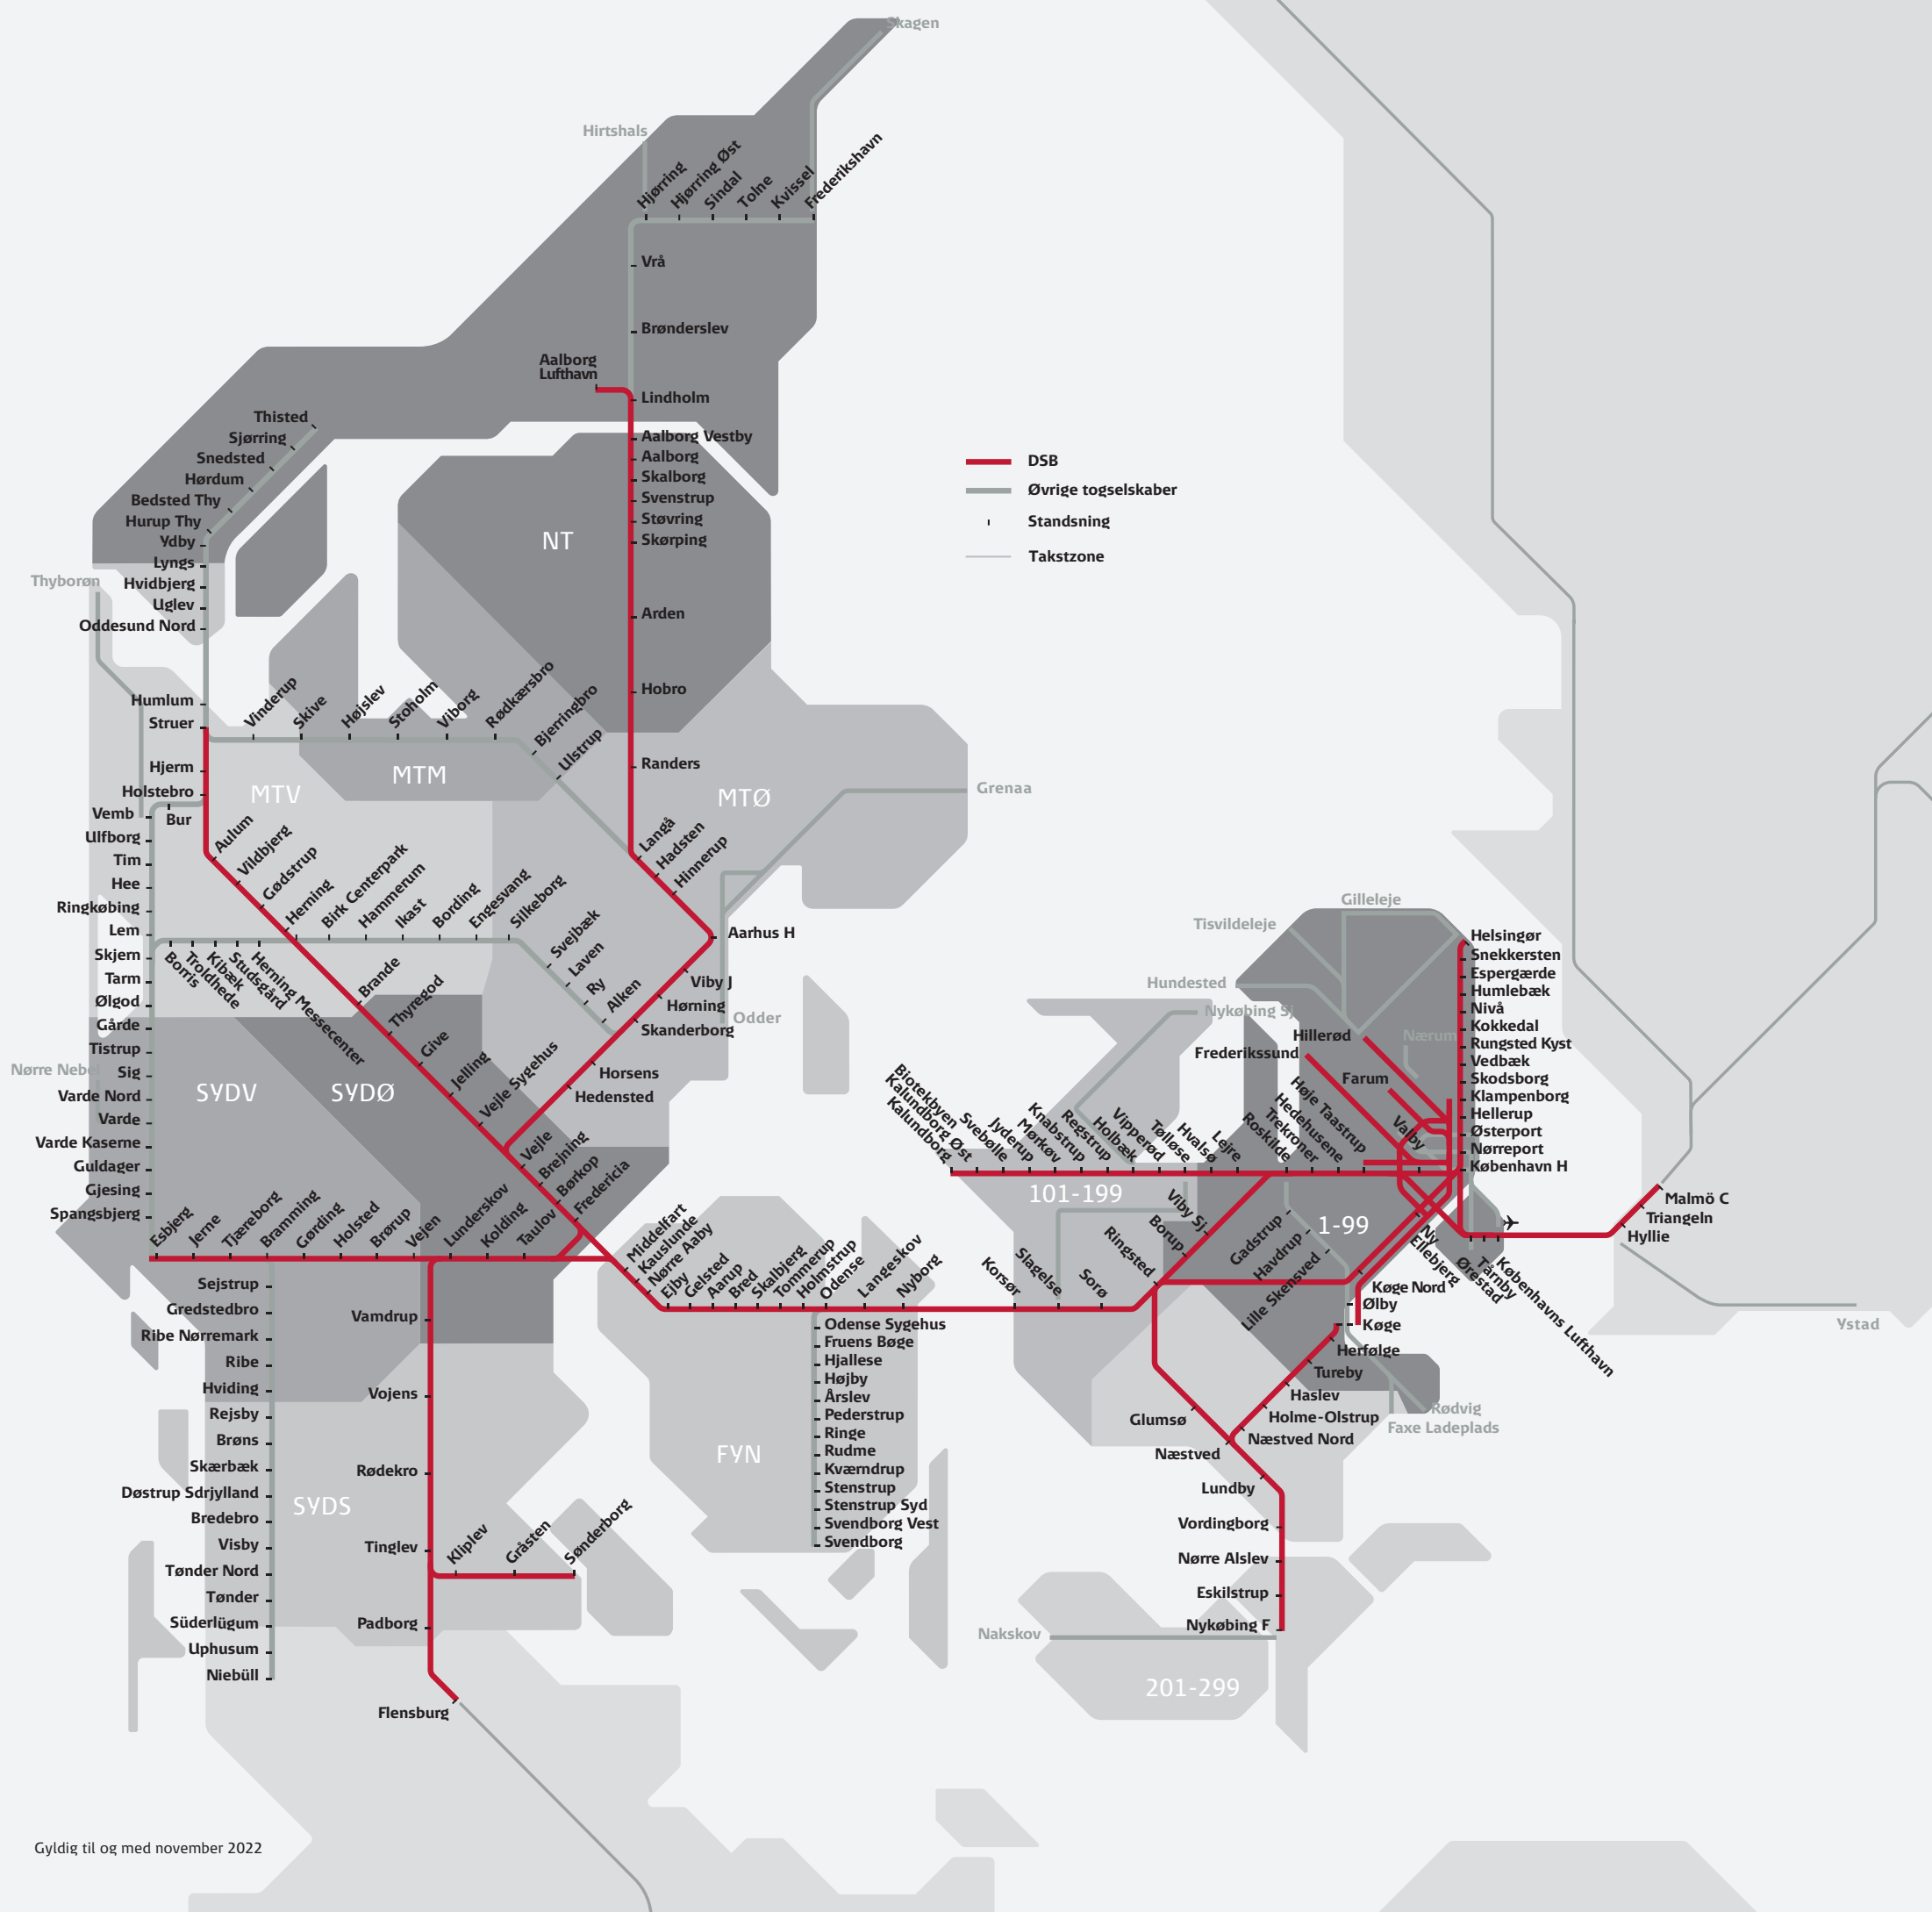 Skagen
Hirtshals
Hjørring
Hjørring Øst
Sindal
Tolne
Kvissel
Frederikshavn
Vrå
Brønderslev
Aalborg
Lufthavn
Lindholm
Aalborg Vestby
Aalborg
Skalborg
Svenstrup
Støvring
Skørping
Arden
Hobro
Randers
NT
DSB
Øvrige togselskaber
Standsning
Takstzone
Thisted
Sjørring
Snedsted
Hørdum
Bedsted Thy
Hurup Thy
Ydby
Lyngs
Hvidbjerg
Uglev
Oddesund Nord
Thyborøn
Humlum
Struer
Hjerm
Holstebro
Vinderup
Skive
Højslev
Stoholm
Viborg
Rødkærsbro
Bjerringbro
Ulstrup
MTV
MTM
MTØ
Grenaa
Vemb
Bur
Ulfborg
Tim
Hee
Ringkøbing
Lem
Skjern
Tarm
Ølgod
Gårde
Tistrup
Nørre Nebel
Sig
Varde Nord
Varde
Varde Kaserne
Guldager
Gjesing
Spangsbjerg
Aulum
Vildbjerg
Gødstrup
Herning
Birk Centerpark
Hammerum
Ikast
Bording
Engesvang
Silkeborg
Svejbæk
Laven
Ry
Alken
Borris
Troldhede
Kibæk
Studsgård
Herning Messecenter
Brande
Thyregod
Give
Jelling
Vejle Sygehus
Vejle
Brejning
Børkop
Fredericia
Langå
Hadsten
Hinnerup
Aarhus H
Viby J
Hørning
Skanderborg
Odder
Horsens
Hedensted
SYDV
SYDØ
Esbjerg
Jerne
Tjæreborg
Bramming
Gørding
Holsted
Brørup
Vejen
Lunderskov
Kolding
Taulov
Sejstrup
Gredstedbro
Ribe Nørremark
Ribe
Hviding
Rejsby
Brøns
Skærbæk
Døstrup Sdrjylland
Bredebro
Visby
Tønder Nord
Tønder
Süderlügum
Uphusum
Niebüll
SYDS
Vamdrup
Vojens
Rødekro
Tinglev
Kliplev
Gråsten
Sønderborg
Padborg
Flensburg
Middelfart
Kauslunde
Nørre Aaby
Ejby
Gelsted
Aarup
Bred
Skalbjerg
Tommerup
Holmstrup
Odense
Langeskov
Nyborg
Odense Sygehus
Fruens Bøge
Hjallese
Højby
Årslev
Pederstrup
Ringe
Rudme
Kværndrup
Stenstrup
Stenstrup Syd
Svendborg Vest
Svendborg
FYN
Korsør
Slagelse
Sorø
Ringsted
Borup
Viby Sj
101-199
1-99
Kalundborg
Kalundborg Øst
Biotekbyen
Svebølle
Jyderup
Mørkøv
Knabstrup
Regstrup
Holbæk
Vipperød
Tølløse
Hvalsø
Lejre
Roskilde
Trekroner
Hedehusene
Høje Taastrup
Valby
Gilleleje
Tisvildeleje
Hundested
Nykøbing Sj
Hillerød
Frederikssund
Farum
Nærum
Helsingør
Snekkersten
Espergærde
Humlebæk
Nivå
Kokkedal
Rungsted Kyst
Vedbæk
Skodsborg
Klampenborg
Hellerup
Østerport
Nørreport
København H
Malmö C
Triangeln
Hyllie
Ystad
Ny
Ellebjerg
Ørestad
Tårnby
Københavns Lufthavn
Gadstrup
Havdrup
Lille Skensved
Køge Nord
Ølby
Køge
Herfølge
Tureby
Haslev
Holme-Olstrup
Næstved Nord
Rødvig
Faxe Ladeplads
Glumsø
Næstved
Lundby
Vordingborg
Nørre Alslev
Eskilstrup
Nykøbing F
Nakskov
201-299
Gyldig til og med november 2022